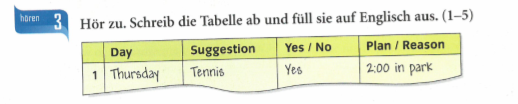 hören 3 Hör zu. Schreib die Tabelle ab und füll sie auf Englisch aus. (1–5)
Day Suggestion Yes / No Plan / Reason
1 Thursday Tennis Yes 2:00 in park